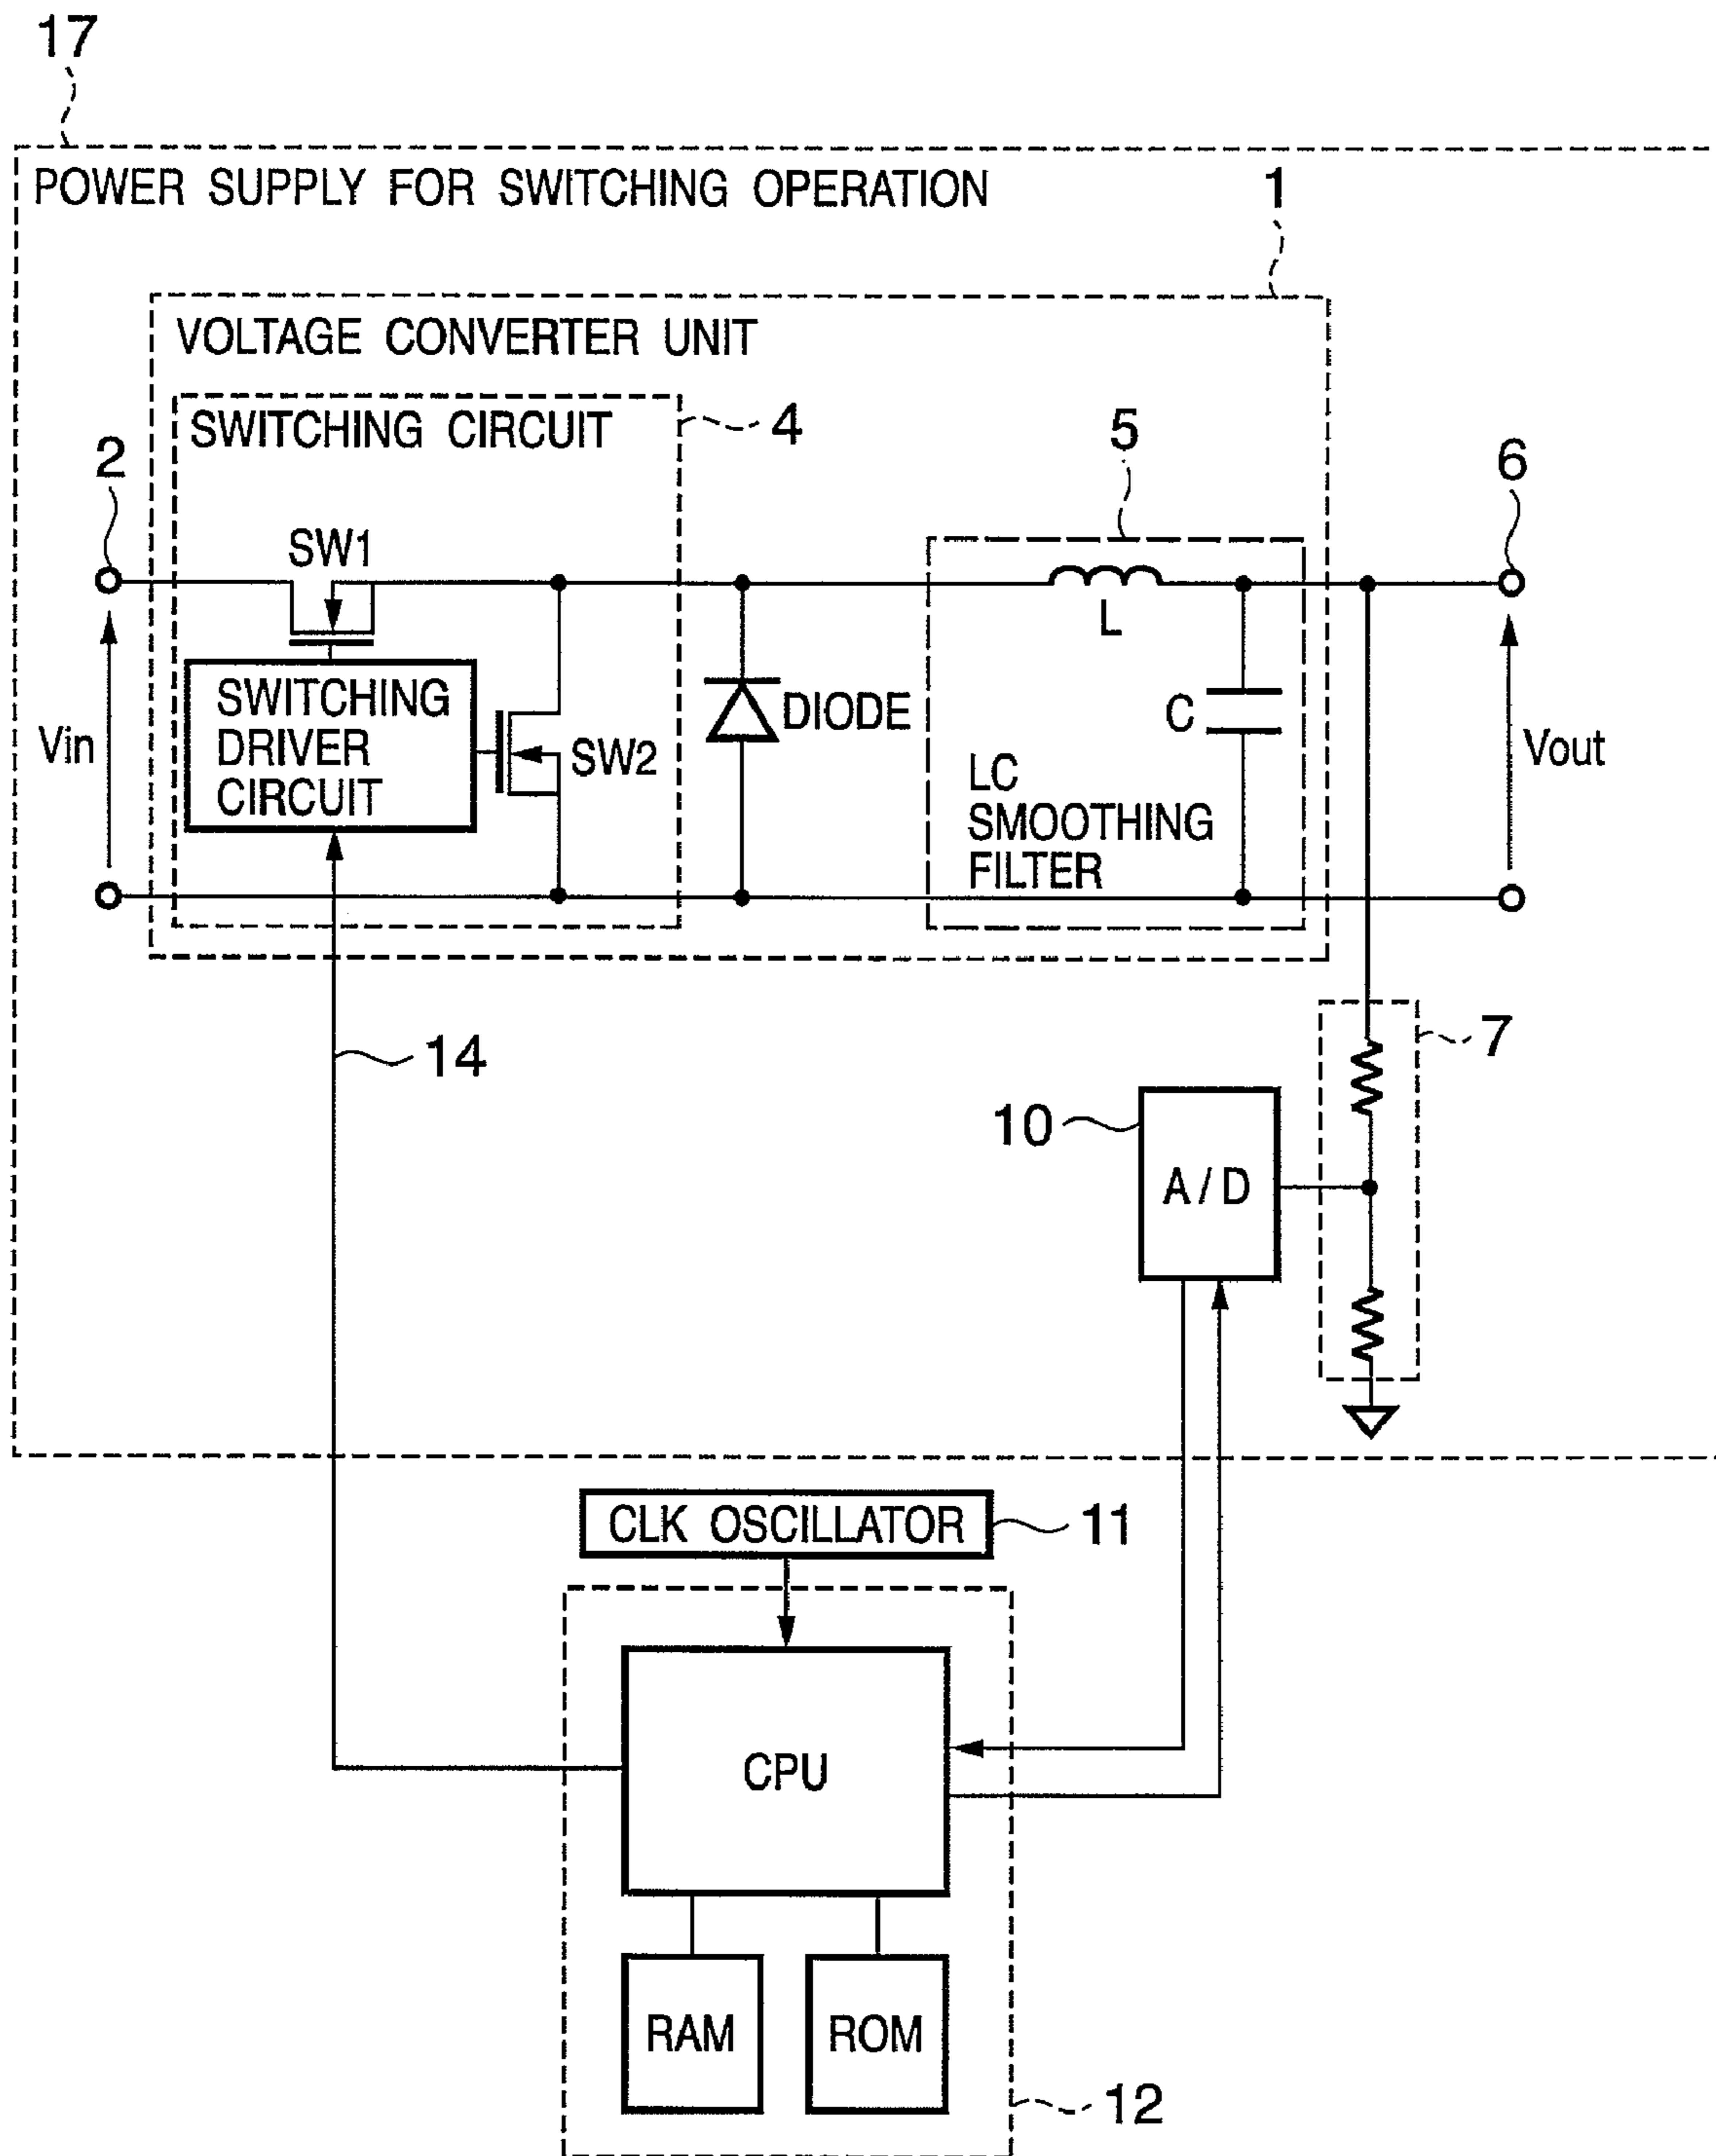 17
POWER SUPPLY FOR SWITCHING OPERATION
1
VOLTAGE CONVERTER UNIT
SWITCHING CIRCUIT
4
5
2
6
SW1
L
SWITCHING
DRIVER
CIRCUIT
SW2
DIODE
C
Vin
Vout
LC
SMOOTHING
FILTER
7
14
10
A/D
CLK OSCILLATOR
11
CPU
RAM
ROM
12